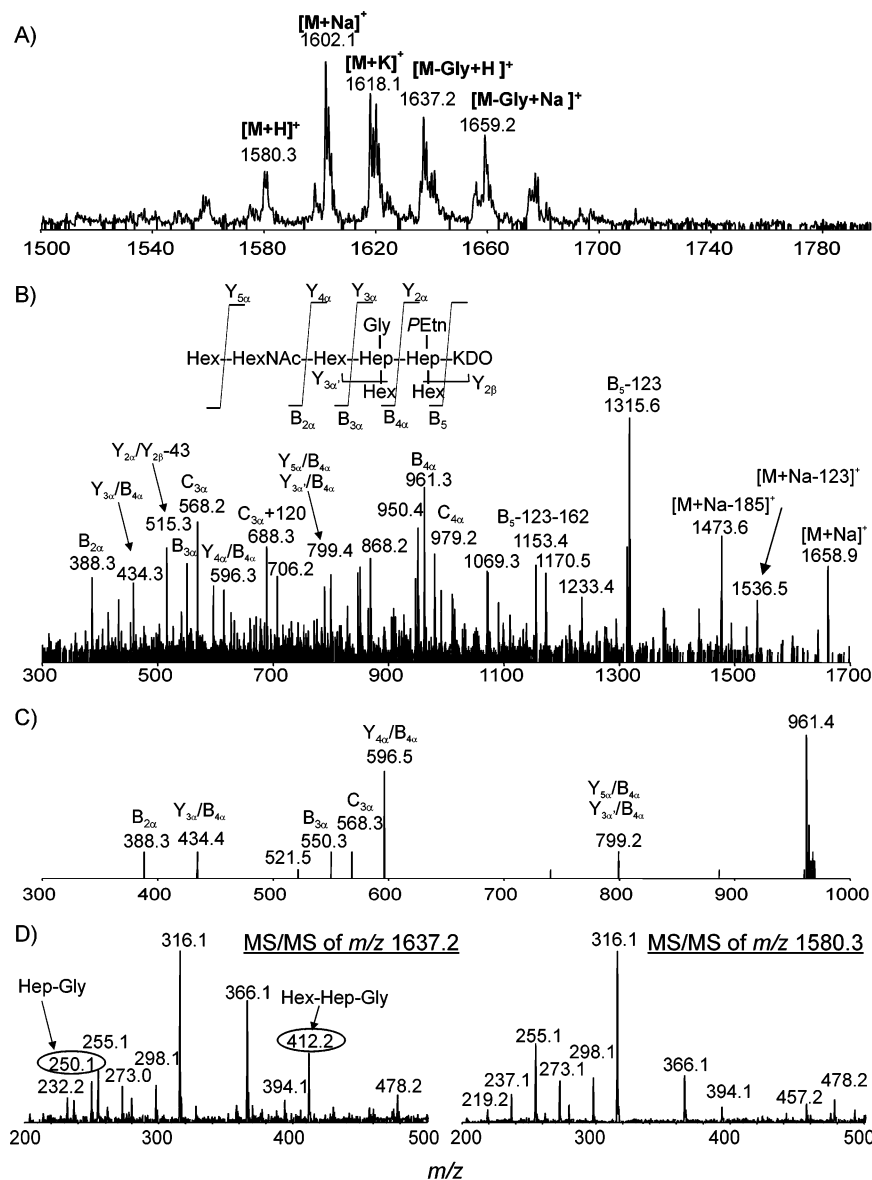 A)
[M+Na]+
1602.1
[M+K]+
1618.1
[M-Gly+H ]+
1637.2
[M-Gly+Na ]+
1659.2
[M+H]+
1580.3
1500 1540 1580 1620 1660 1700 1740 1780
B)
Y5α Y4α Y3α Y2α
Gly PEtn
Hex HexNAc Hex Hep Hep KDO
Y3α' Hex Hex Y2β
B2α B3α B4α B5
B5-123
1315.6
Y2α/Y2β-43
515.3
Y3α/B4α
434.3
B2α
388.3
C3α
568.2
B3α
Y4α/B4α
596.3
C3α+120
688.3
706.2
Y5α/B4α
Y3α'/B4α
799.4
868.2
950.4
B4α
961.3
C4α
979.2
1069.3
B5-123-162
1153.4
1170.5
1233.4
[M+Na-185]+
1473.6
[M+Na-123]+
1536.5
[M+Na]+
1658.9
300 500 700 900 1100 1300 1500 1700
C)
B2α
388.3
Y3α/B4α
434.4
521.5
B3α
550.3
C3α
568.3
Y4α/B4α
596.5
Y5α/B4α
Y3α'/B4α
799.2
961.4
300 400 500 600 700 800 900 1000
D)
MS/MS of m/z 1637.2
Hep-Gly
250.1
232.2
255.1
273.0
298.1
316.1
366.1
394.1
Hex-Hep-Gly
412.2
478.2
200 300 400 500
MS/MS of m/z 1580.3
219.2
237.1
255.1
273.1
298.1
316.1
366.1
394.1
457.2
478.2
200 300 400 500
m/z